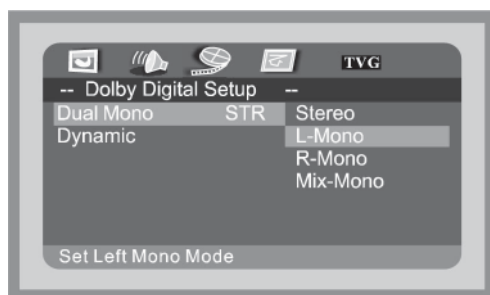 TVG
-- Dolby Digital Setup --
Dual Mono STR Stereo
Dynamic L-Mono
R-Mono
Mix-Mono
Set Left Mono Mode